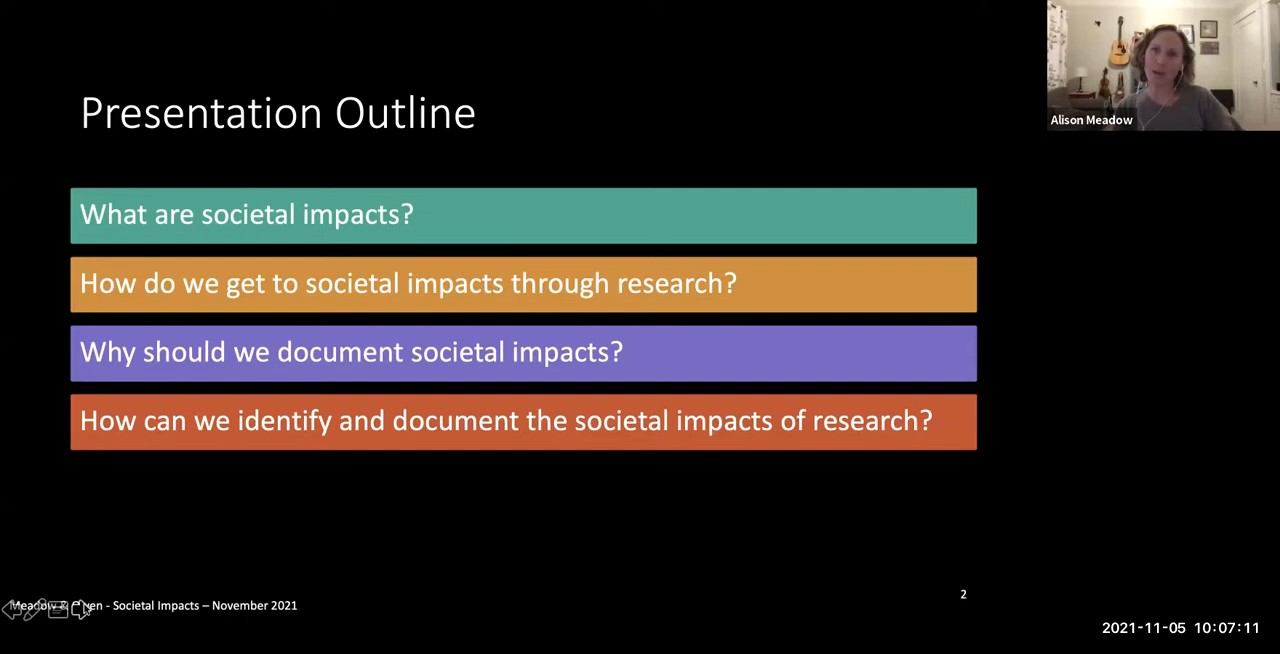 Presentation Outline
Alison Meadow
What are societal impacts?
How do we get to societal impacts through research?
Why should we document societal impacts?
How can we identify and document the societal impacts of research?
2
Meadow & - Societal Impacts – November 2021
2021-11-05 10:07:11